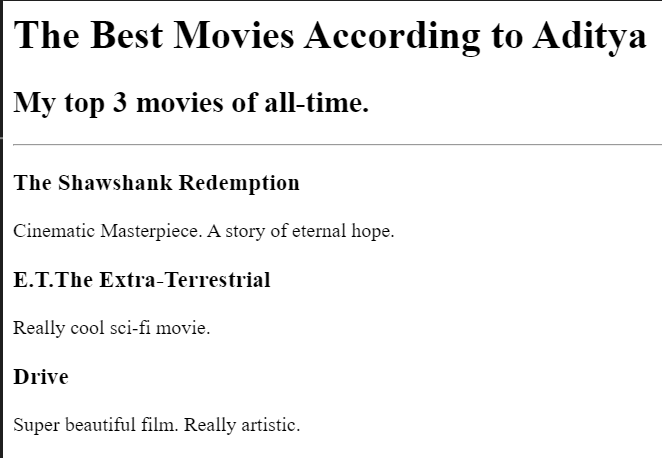 The Best Movies According to Aditya
My top 3 movies of all-time.
The Shawshank Redemption
Cinematic Masterpiece. A story of eternal hope.
E.T.The Extra-Terrestrial
Really cool sci-fi movie.
Drive
Super beautiful film. Really artistic.